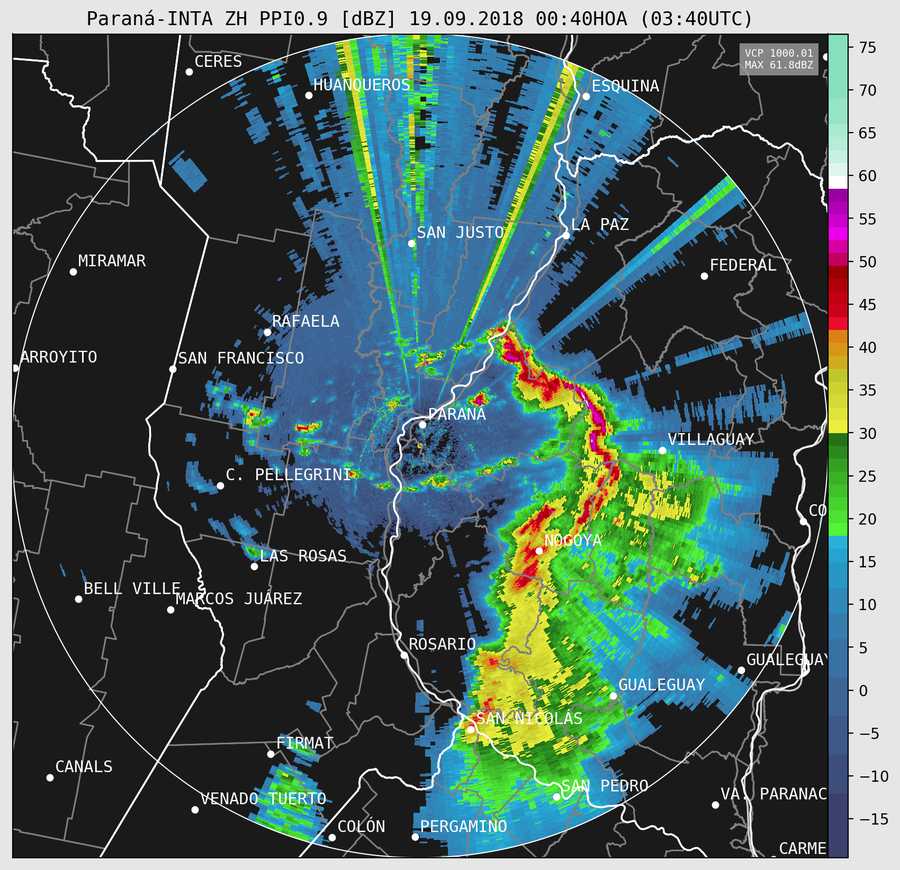 Paraná-INTA ZH PPI0.9 [dBZ] 19.09.2018 00:40HOA (03:40UTC)
VCP 1000.01
MAX 61.8dBZ
CERES
HUANQUEROS
ESQUINA
SAN JUSTO
LA PAZ
MIRAMAR
FEDERAL
RAFAELA
ARROYITO
SAN FRANCISCO
PARANÁ
VILLAGUAY
C. PELLEGRINI
CO
NOGOYA
LAS ROSAS
BELL VILLE
MARCOS JUÁREZ
ROSARIO
GUALEGUAY
GUALEGUAY
SAN NICOLÁS
FIRMAT
CANALS
SAN PEDRO
VENADO TUERTO
VA. PARANAC
COLÓN
PERGAMINO
CARME
75
70
65
60
55
50
45
40
35
30
25
20
15
10
5
0
−5
−10
−15